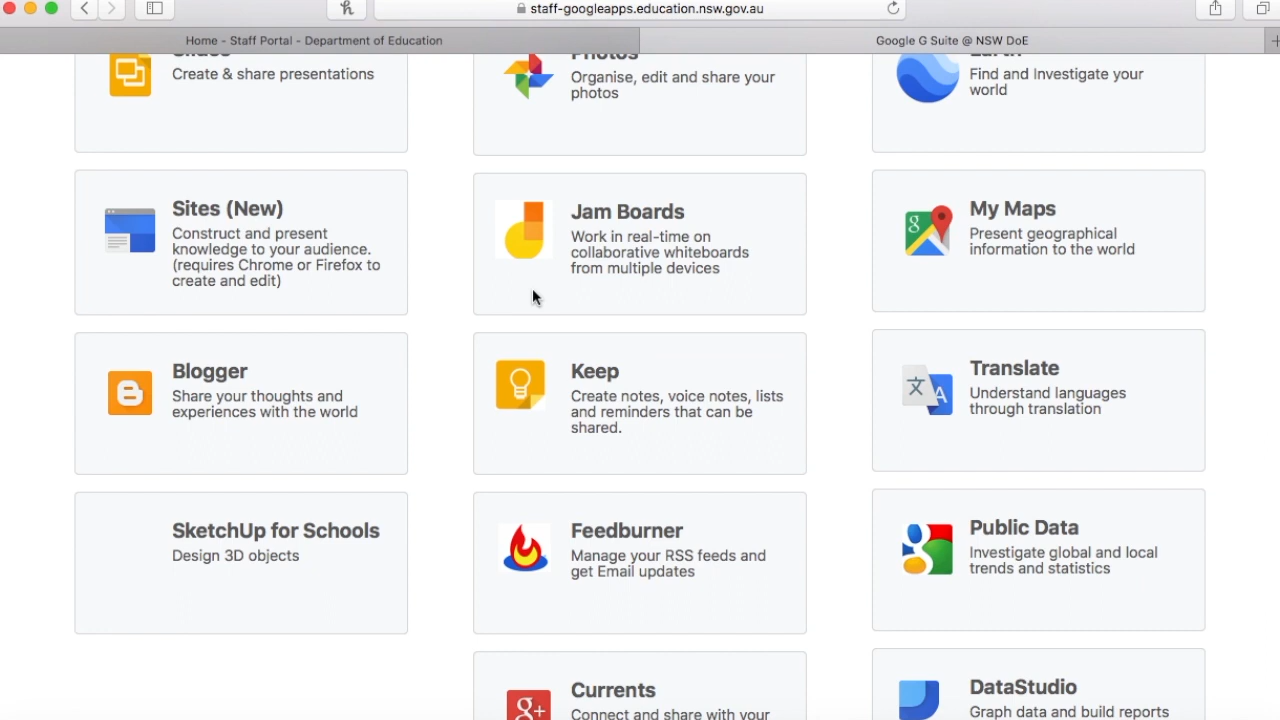 staff-googleapps.education.nsw.gov.au
Home - Staff Portal - Department of Education
Google G Suite @ NSW DoE
Slides
Create & share presentations
Photos
Organise, edit and share your
photos
Earth
Find and Investigate your
world
Sites (New)
Construct and present
knowledge to your audience.
(requires Chrome or Firefox to
create and edit)
Jam Boards
Work in real-time on
collaborative whiteboards
from multiple devices
My Maps
Present geographical
information to the world
Blogger
Share your thoughts and
experiences with the world
Keep
Create notes, voice notes, lists
and reminders that can be
shared.
Translate
Understand languages
through translation
SketchUp for Schools
Design 3D objects
Feedburner
Manage your RSS feeds and
get Email updates
Public Data
Investigate global and local
trends and statistics
Currents
Connect and share with your
DataStudio
Graph data and build reports